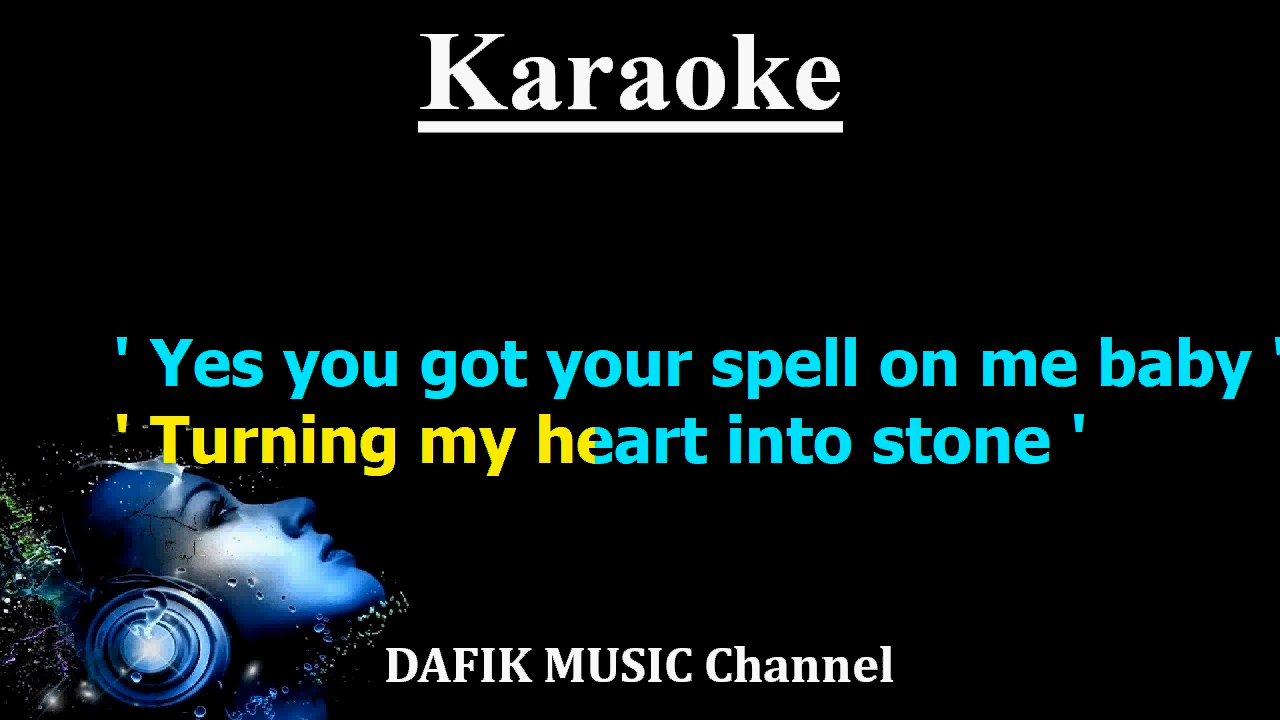 Karaoke
' Yes you got your spell on me baby '
' Turning my heart into stone '
DAFIK MUSIC Channel